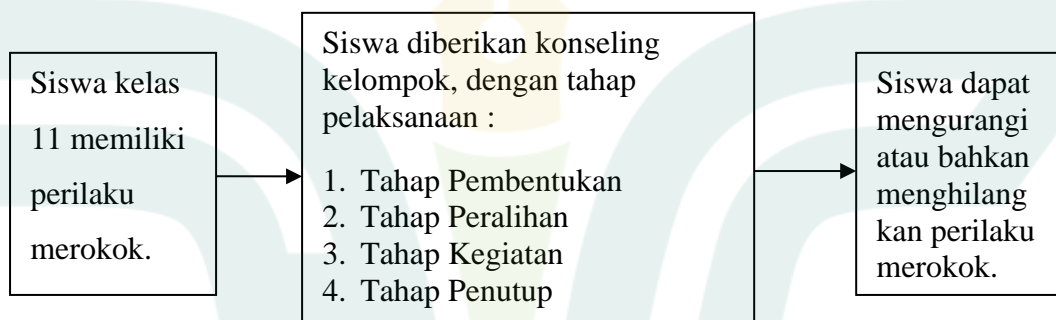 Siswa kelas
11 memiliki
perilaku
merokok.
Siswa diberikan konseling
kelompok, dengan tahap
pelaksanaan :
1. Tahap Pembentukan
2. Tahap Peralihan
3. Tahap Kegiatan
4. Tahap Penutup
Siswa dapat
mengurangi
atau bahkan
menghilang
kan perilaku
merokok.